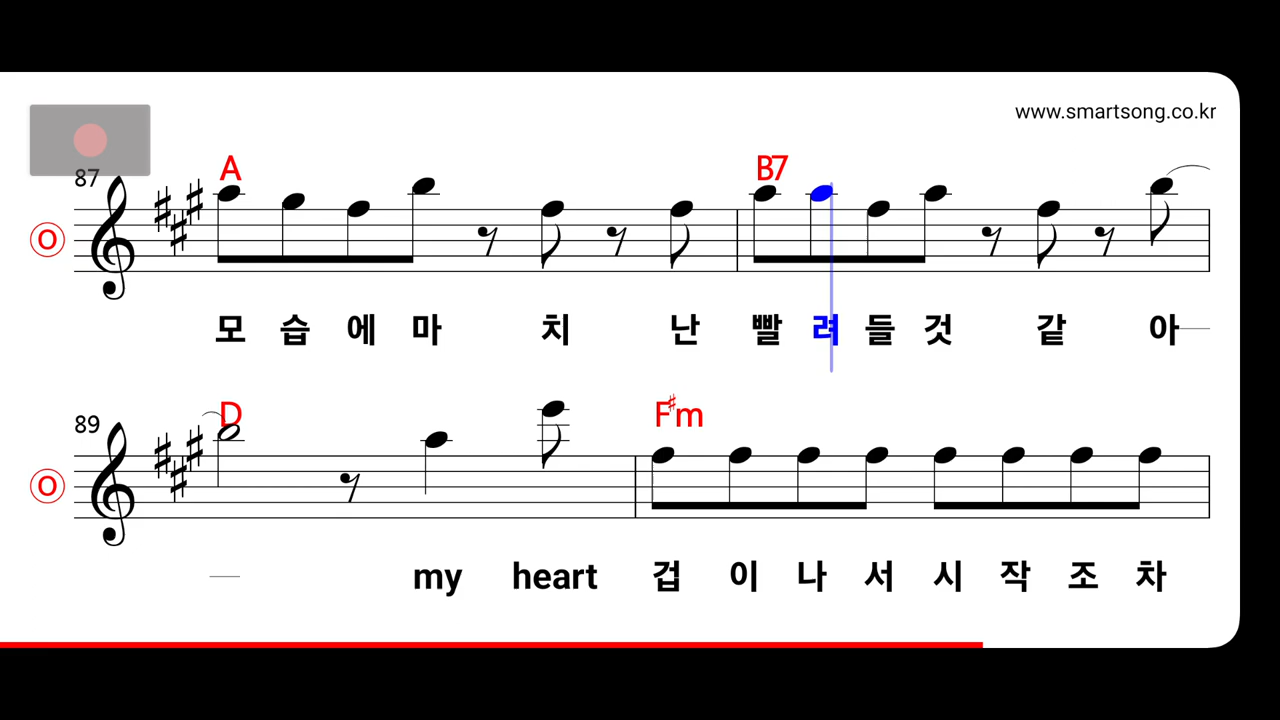 www.smartsong.co.kr
87
A B7
O
모 습 에 마 치 난 빨 려 들 것 같 아
89
D F♯m
O
my heart 겁 이 나 서 시 작 조 차